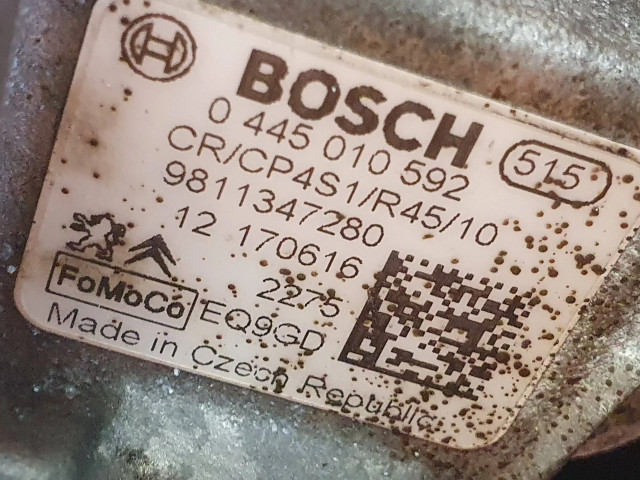 BOSCH
0 445 010 592
515
CR/CP4S1/R45/10
9811347280
12 170616
2275
FoMoCo EQ9GD
Made in Czech Republic